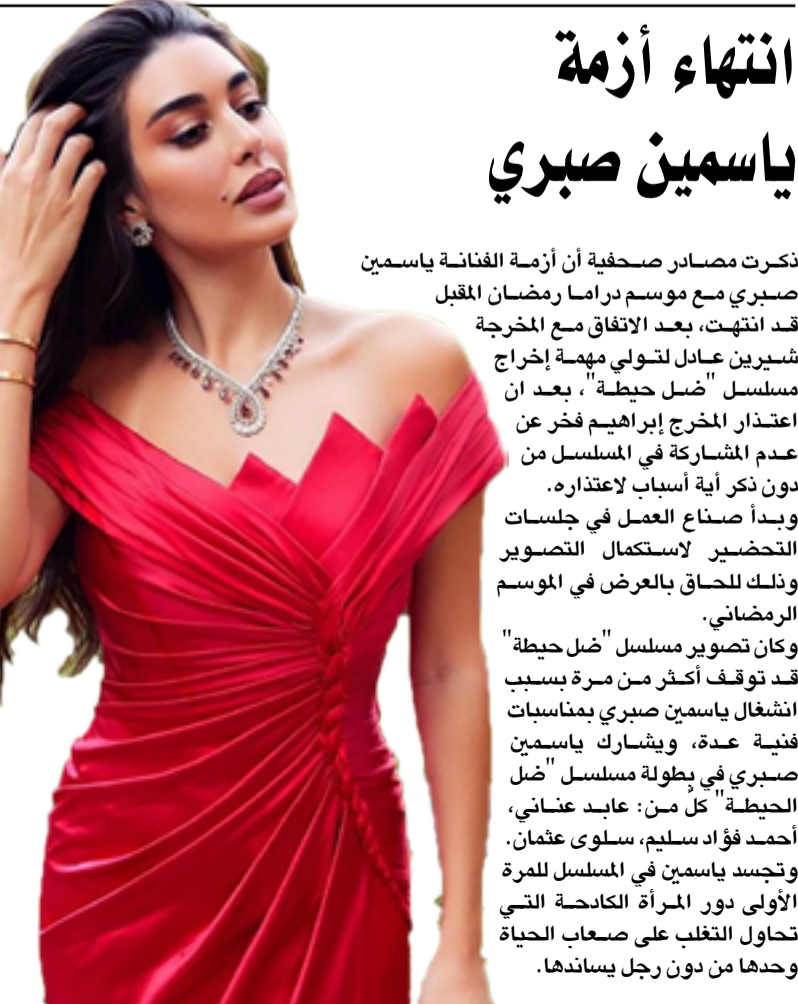 انتهاء أزمة
ياسمين صبري
ذكرت مصادر صحفية أن أزمة الفنانة ياسمين
صبري مع موسم دراما رمضان المقبل
قد انتهت، بعد الاتفاق مع المخرجة
شيرين عادل لتولي مهمة إخراج
مسلسل "ضل حيطة"، بعد ان
اعتذار المخرج إبراهيم فخر عن
عدم المشاركة في المسلسل من
دون ذكر أية أسباب لاعتذاره.
وبدأ صناع العمل في جلسات
التحضير لاستكمال التصوير
وذلك للحاق بالعرض في الموسم
الرمضاني.
وكان تصوير مسلسل "ضل حيطة"
قد توقف أكثر من مرة بسبب
انشغال ياسمين صبري بمناسبات
فنية عدة، ويشارك ياسمين
صبري في بطولة مسلسل "ضل
الحيطة" كلٌ من: عابد عناني،
أحمد فؤاد سليم، سلوى عثمان.
وتجسد ياسمين في المسلسل للمرة
الأولى دور المرأة الكادحة التي
تحاول التغلب على صعاب الحياة
وحدها من دون رجل يساندها.